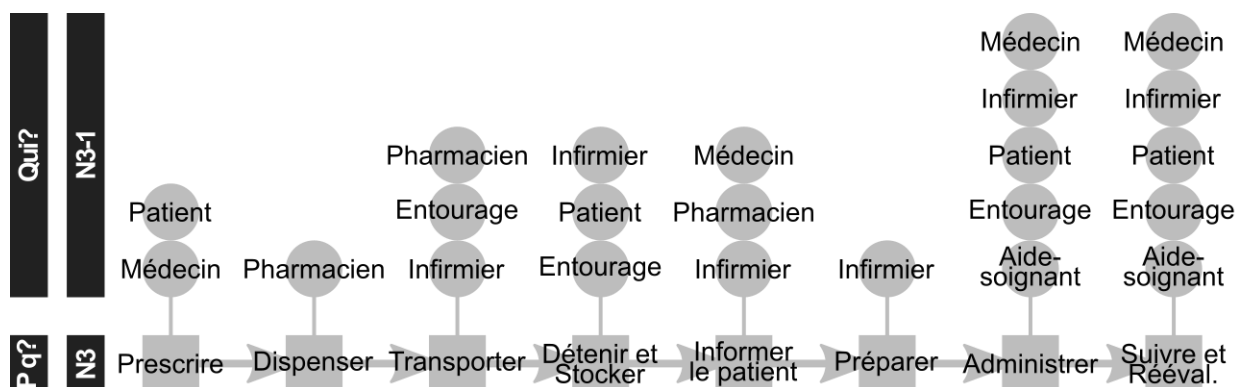 Médecin Médecin
Infirmier Infirmier
Pharmacien Infirmier Médecin Patient Patient
Patient Entourage Patient Pharmacien Entourage Entourage
Médecin Pharmacien Infirmier Entourage Infirmier Infirmier Aide-soignant Aide-soignant
Qui?
N3-1
P q?
N3
Prescrire Dispenser Transporter Détenir et Stocker Informer le patient Préparer Administrer Suivre et Rééval.